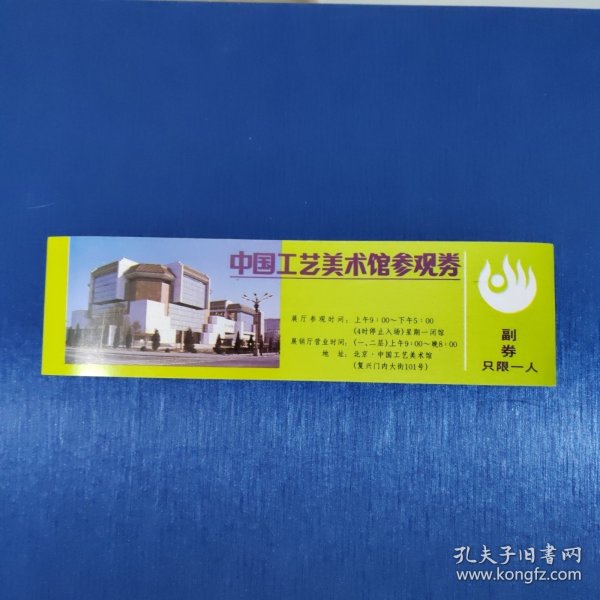 中国工艺美术馆参观券
展厅参观时间：上午9：00～下午5：00
(4时停止入场)星期一闭馆
展销厅营业时间：(一、二层)上午9：00～晚8：00
地 址：北京·中国工艺美术馆
(复兴门内大街101号)
副
券
只限一人
孔夫子旧书网
www.kongfz.com